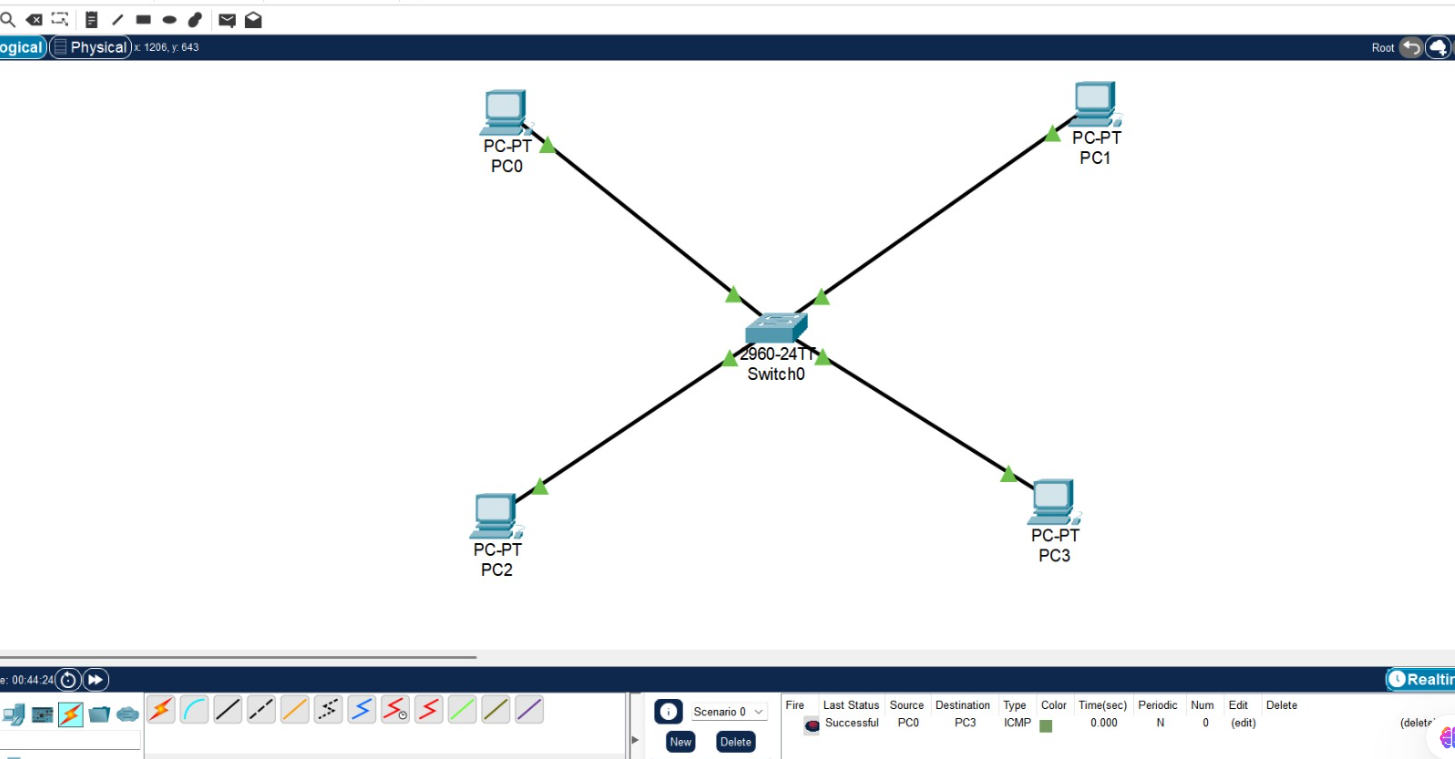 ogical Physical x: 1206, y: 643 Root
PC-PT
PC0
PC-PT
PC1
2960-24TT
Switch0
PC-PT
PC2
PC-PT
PC3
e: 00:44:24 Realtin
Scenario 0
New Delete
Fire Last Status Source Destination Type Color Time(sec) Periodic Num Edit Delete
Successful PC0 PC3 ICMP 0.000 N 0 (edit) (delete